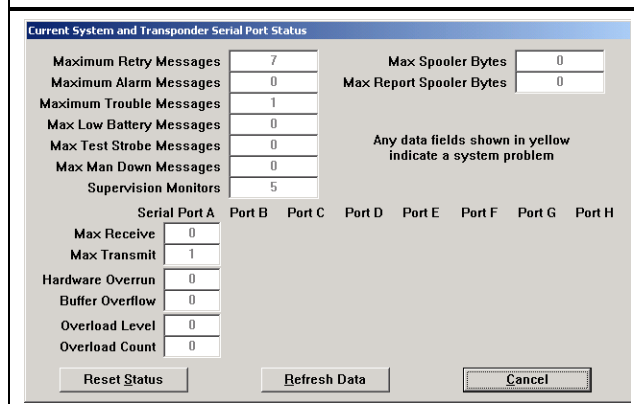 Current System and Transponder Serial Port Status
Maximum Retry Messages 7 Max Spooler Bytes 0
Maximum Alarm Messages 0 Max Report Spooler Bytes 0
Maximum Trouble Messages 1
Max Low Battery Messages 0
Max Test Strobe Messages 0 Any data fields shown in yellow
Max Man Down Messages 0 indicate a system problem
Supervision Monitors 5
Serial Port A Port B Port C Port D Port E Port F Port G Port H
Max Receive 0
Max Transmit 1
Hardware Overrun 0
Buffer Overflow 0
Overload Level 0
Overload Count 0
Reset Status Refresh Data Cancel